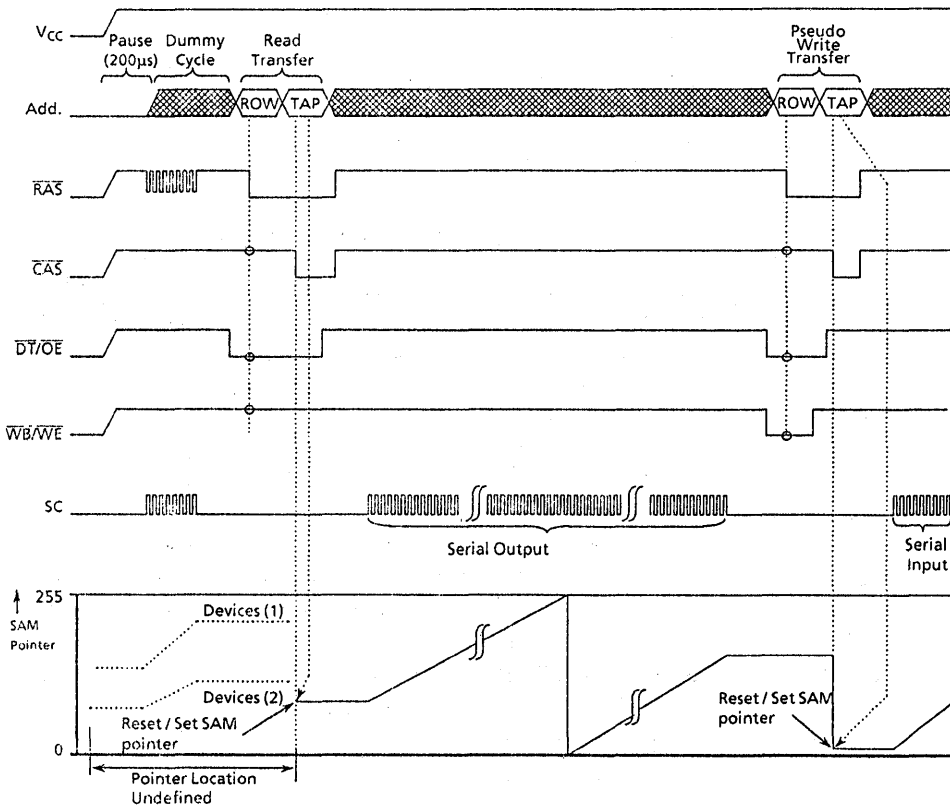 VCC
Pause
(200μs)
Dummy
Cycle
Read
Transfer
Pseudo
Write
Transfer
Add.
ROW
TAP
ROW
TAP
RAS
CAS
DT/OE
WB/WE
SC
Serial Output
Serial
Input
255
SAM
Pointer
0
Devices (1)
Devices (2)
Reset / Set SAM
pointer
Reset / Set SAM
pointer
Pointer Location
Undefined